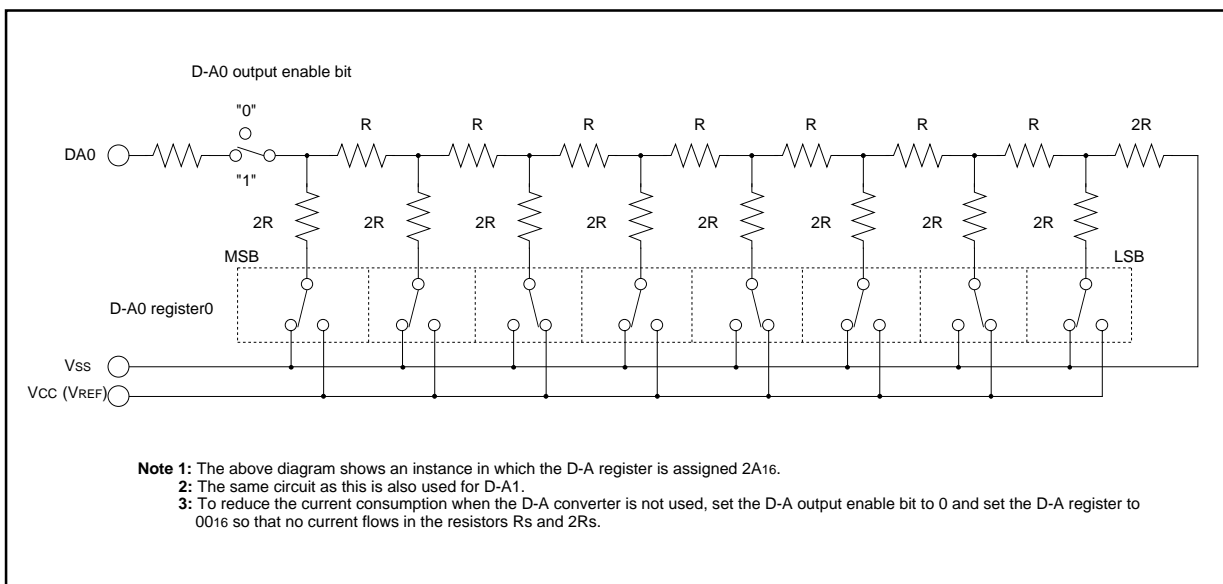 D-A0 output enable bit
"0"
R R R R R R R 2R
DA0
"1"
2R 2R 2R 2R 2R 2R 2R 2R
MSB LSB
D-A0 register0
VSS
VCC (VREF)
Note 1: The above diagram shows an instance in which the D-A register is assigned 2A16.
2: The same circuit as this is also used for D-A1.
3: To reduce the current consumption when the D-A converter is not used, set the D-A output enable bit to 0 and set the D-A register to
0016 so that no current flows in the resistors Rs and 2Rs.